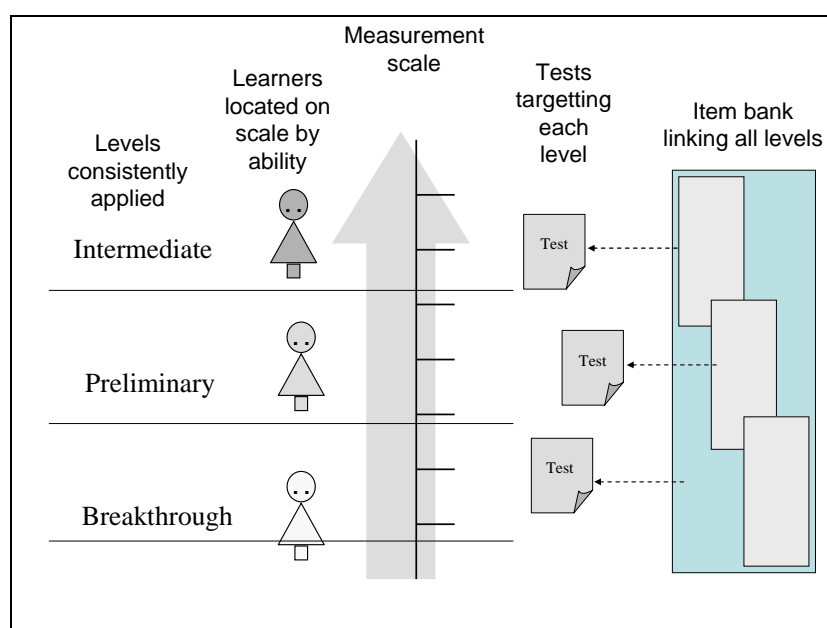 Measurement
scale
Learners
located on
scale by
ability
Tests
targetting
each
level
Item bank
linking all levels
Levels
consistently
applied
Intermediate
Test
Preliminary
Test
Breakthrough
Test